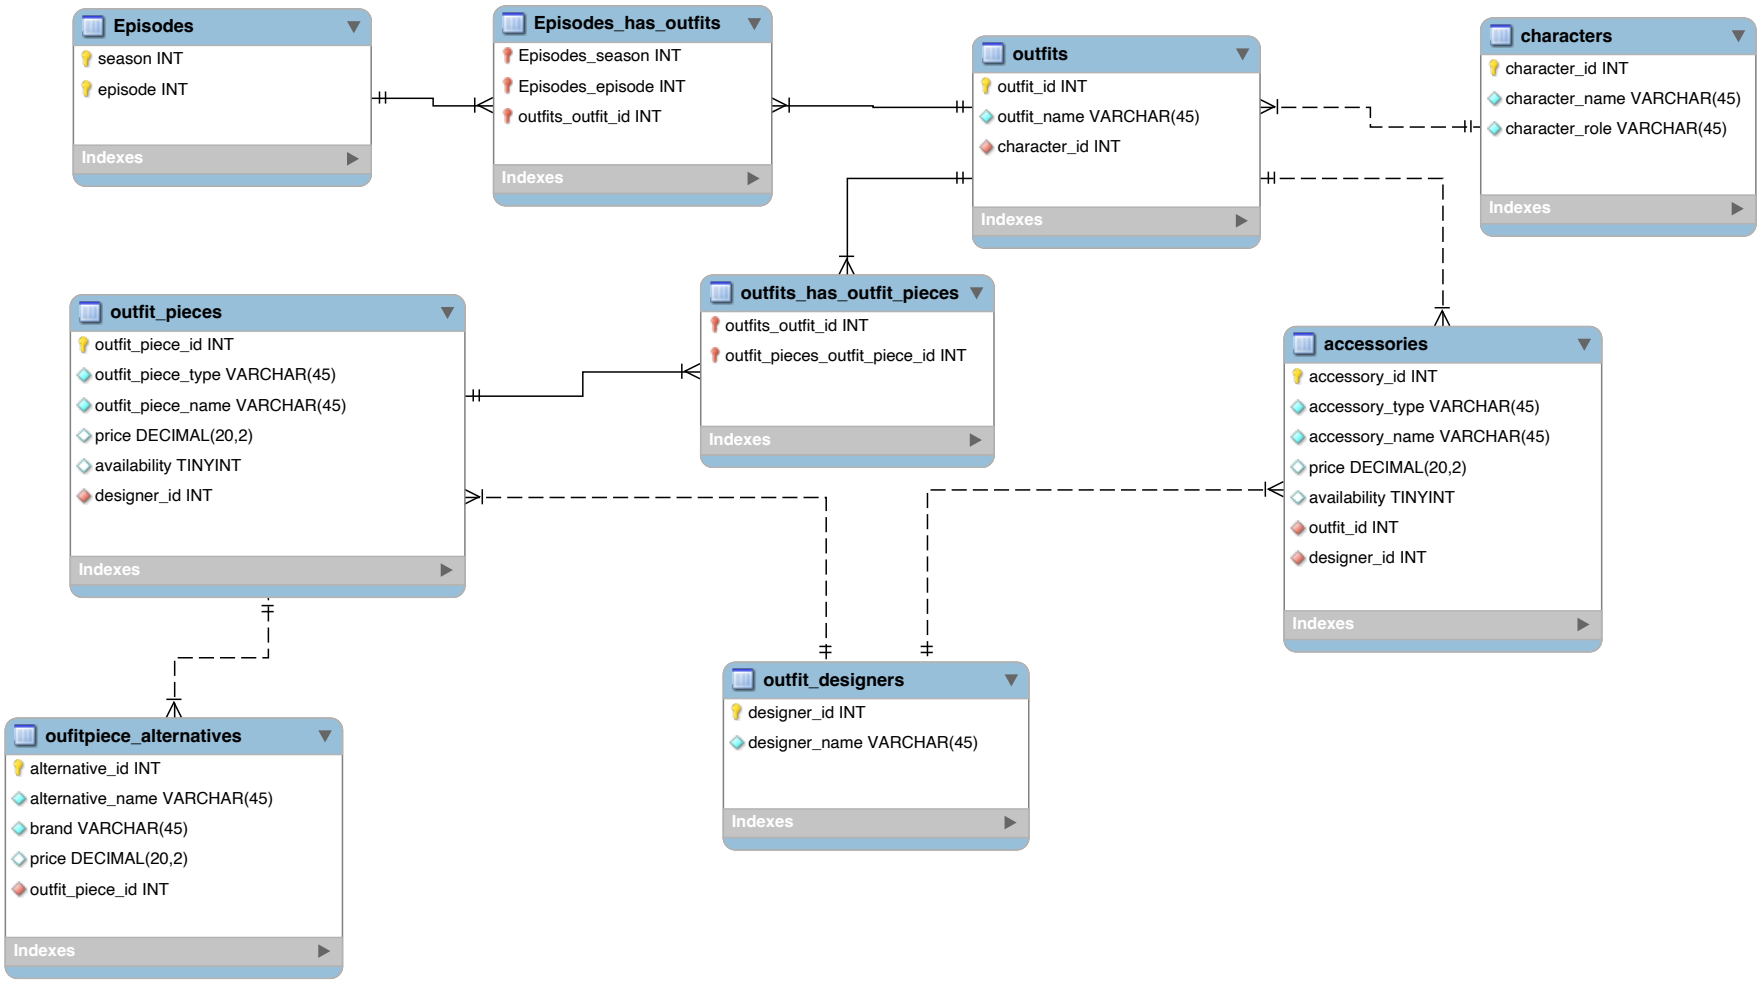 Episodes
season INT
episode INT
Indexes
Episodes_has_outfits
Episodes_season INT
Episodes_episode INT
outfits_outfit_id INT
Indexes
outfits
outfit_id INT
outfit_name VARCHAR(45)
character_id INT
Indexes
characters
character_id INT
character_name VARCHAR(45)
character_role VARCHAR(45)
Indexes
outfit_pieces
outfit_piece_id INT
outfit_piece_type VARCHAR(45)
outfit_piece_name VARCHAR(45)
price DECIMAL(20,2)
availability TINYINT
designer_id INT
Indexes
outfits_has_outfit_pieces
outfits_outfit_id INT
outfit_pieces_outfit_piece_id INT
Indexes
accessories
accessory_id INT
accessory_type VARCHAR(45)
accessory_name VARCHAR(45)
price DECIMAL(20,2)
availability TINYINT
outfit_id INT
designer_id INT
Indexes
oufitpiece_alternatives
alternative_id INT
alternative_name VARCHAR(45)
brand VARCHAR(45)
price DECIMAL(20,2)
outfit_piece_id INT
Indexes
outfit_designers
designer_id INT
designer_name VARCHAR(45)
Indexes